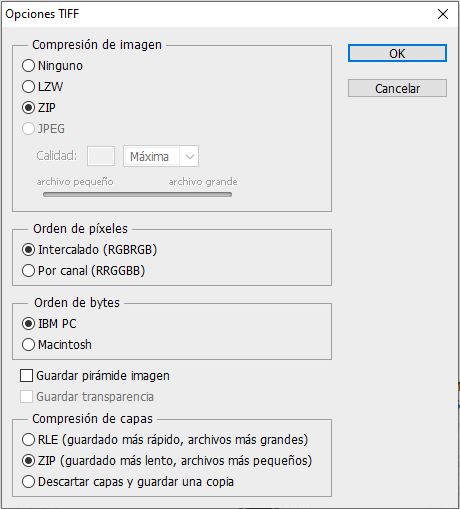 Opciones TIFF
Compresión de imagen
OK
Ninguno
LZW
Cancelar
ZIP
JPEG
Calidad:
Máxima
archivo pequeño
archivo grande
Orden de píxeles
Intercalado (RGBRGB)
Por canal (RRGGBB)
Orden de bytes
IBM PC
Macintosh
Guardar pirámide imagen
Guardar transparencia
Compresión de capas
RLE (guardado más rápido, archivos más grandes)
ZIP (guardado más lento, archivos más pequeños)
Descartar capas y guardar una copia